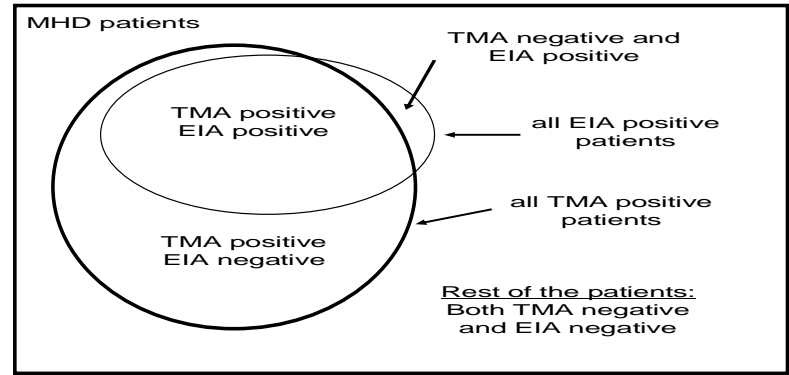 MHD patients
TMA negative and
EIA positive
TMA positive
EIA positive
all EIA positive
patients
all TMA positive
patients
TMA positive
EIA negative
Rest of the patients:
Both TMA negative
and EIA negative